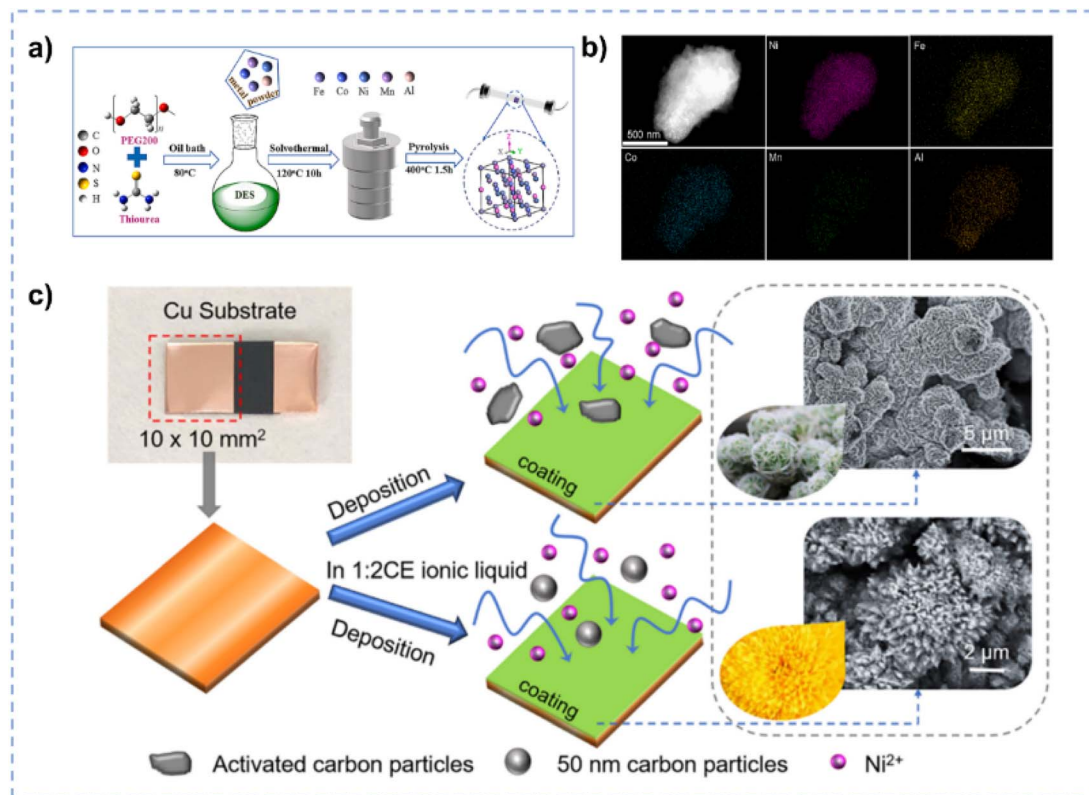 a)
metal
powder
Fe Co Ni Mn Al
C
O
N
S
H
PEG200
Thiourea
n
Oil bath
80°C
DES
Solvothermal
120°C 10h
Pyrolysis
400°C 1.5h
Z
X Y
b)
500 nm
Ni
Fe
Co
Mn
Al
c)
Cu Substrate
10 x 10 mm²
Deposition
In 1:2CE ionic liquid
Deposition
coating
coating
5 µm
2 µm
Activated carbon particles
50 nm carbon particles
Ni²⁺